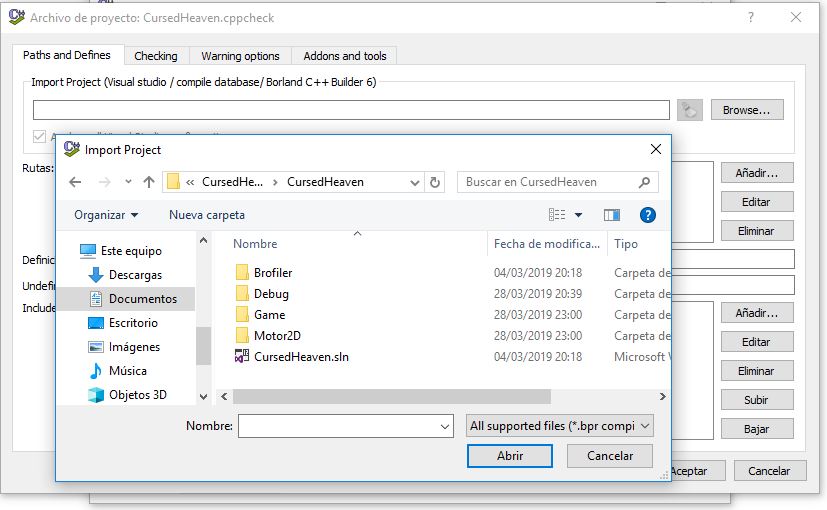 Archivo de proyecto: CursedHeaven.cppcheck
Paths and Defines Checking Warning options Addons and tools
Import Project (Visual studio / compile database/ Borland C++ Builder 6)
Browse...
Rutas:
Añadir...
Editar
Eliminar
Definic
Undefin
Include
Añadir...
Editar
Eliminar
Subir
Bajar
Aceptar Cancelar
Import Project
« CursedHe... > CursedHeaven
Buscar en CursedHeaven
Organizar Nueva carpeta
Este equipo
Descargas
Documentos
Escritorio
Imágenes
Música
Objetos 3D
Nombre Fecha de modifica... Tipo
Brofiler 04/03/2019 20:18 Carpeta de
Debug 28/03/2019 20:39 Carpeta de
Game 28/03/2019 23:00 Carpeta de
Motor2D 28/03/2019 23:00 Carpeta de
CursedHeaven.sln 04/03/2019 20:18 Microsoft V
Nombre:
All supported files (*.bpr compi
Abrir Cancelar